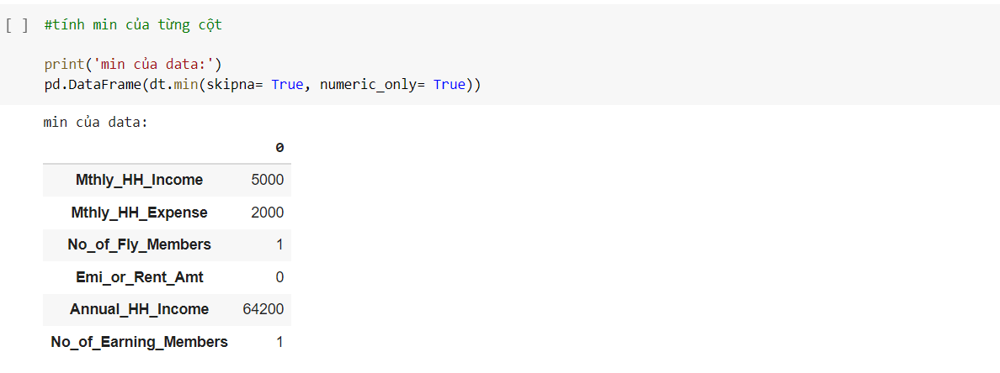 [ ] #tính min của từng cột
print('min của data:')
pd.DataFrame(dt.min(skipna= True, numeric_only= True))
min của data:
0
Mthly_HH_Income 5000
Mthly_HH_Expense 2000
No_of_Fly_Members 1
Emi_or_Rent_Amt 0
Annual_HH_Income 64200
No_of_Earning_Members 1